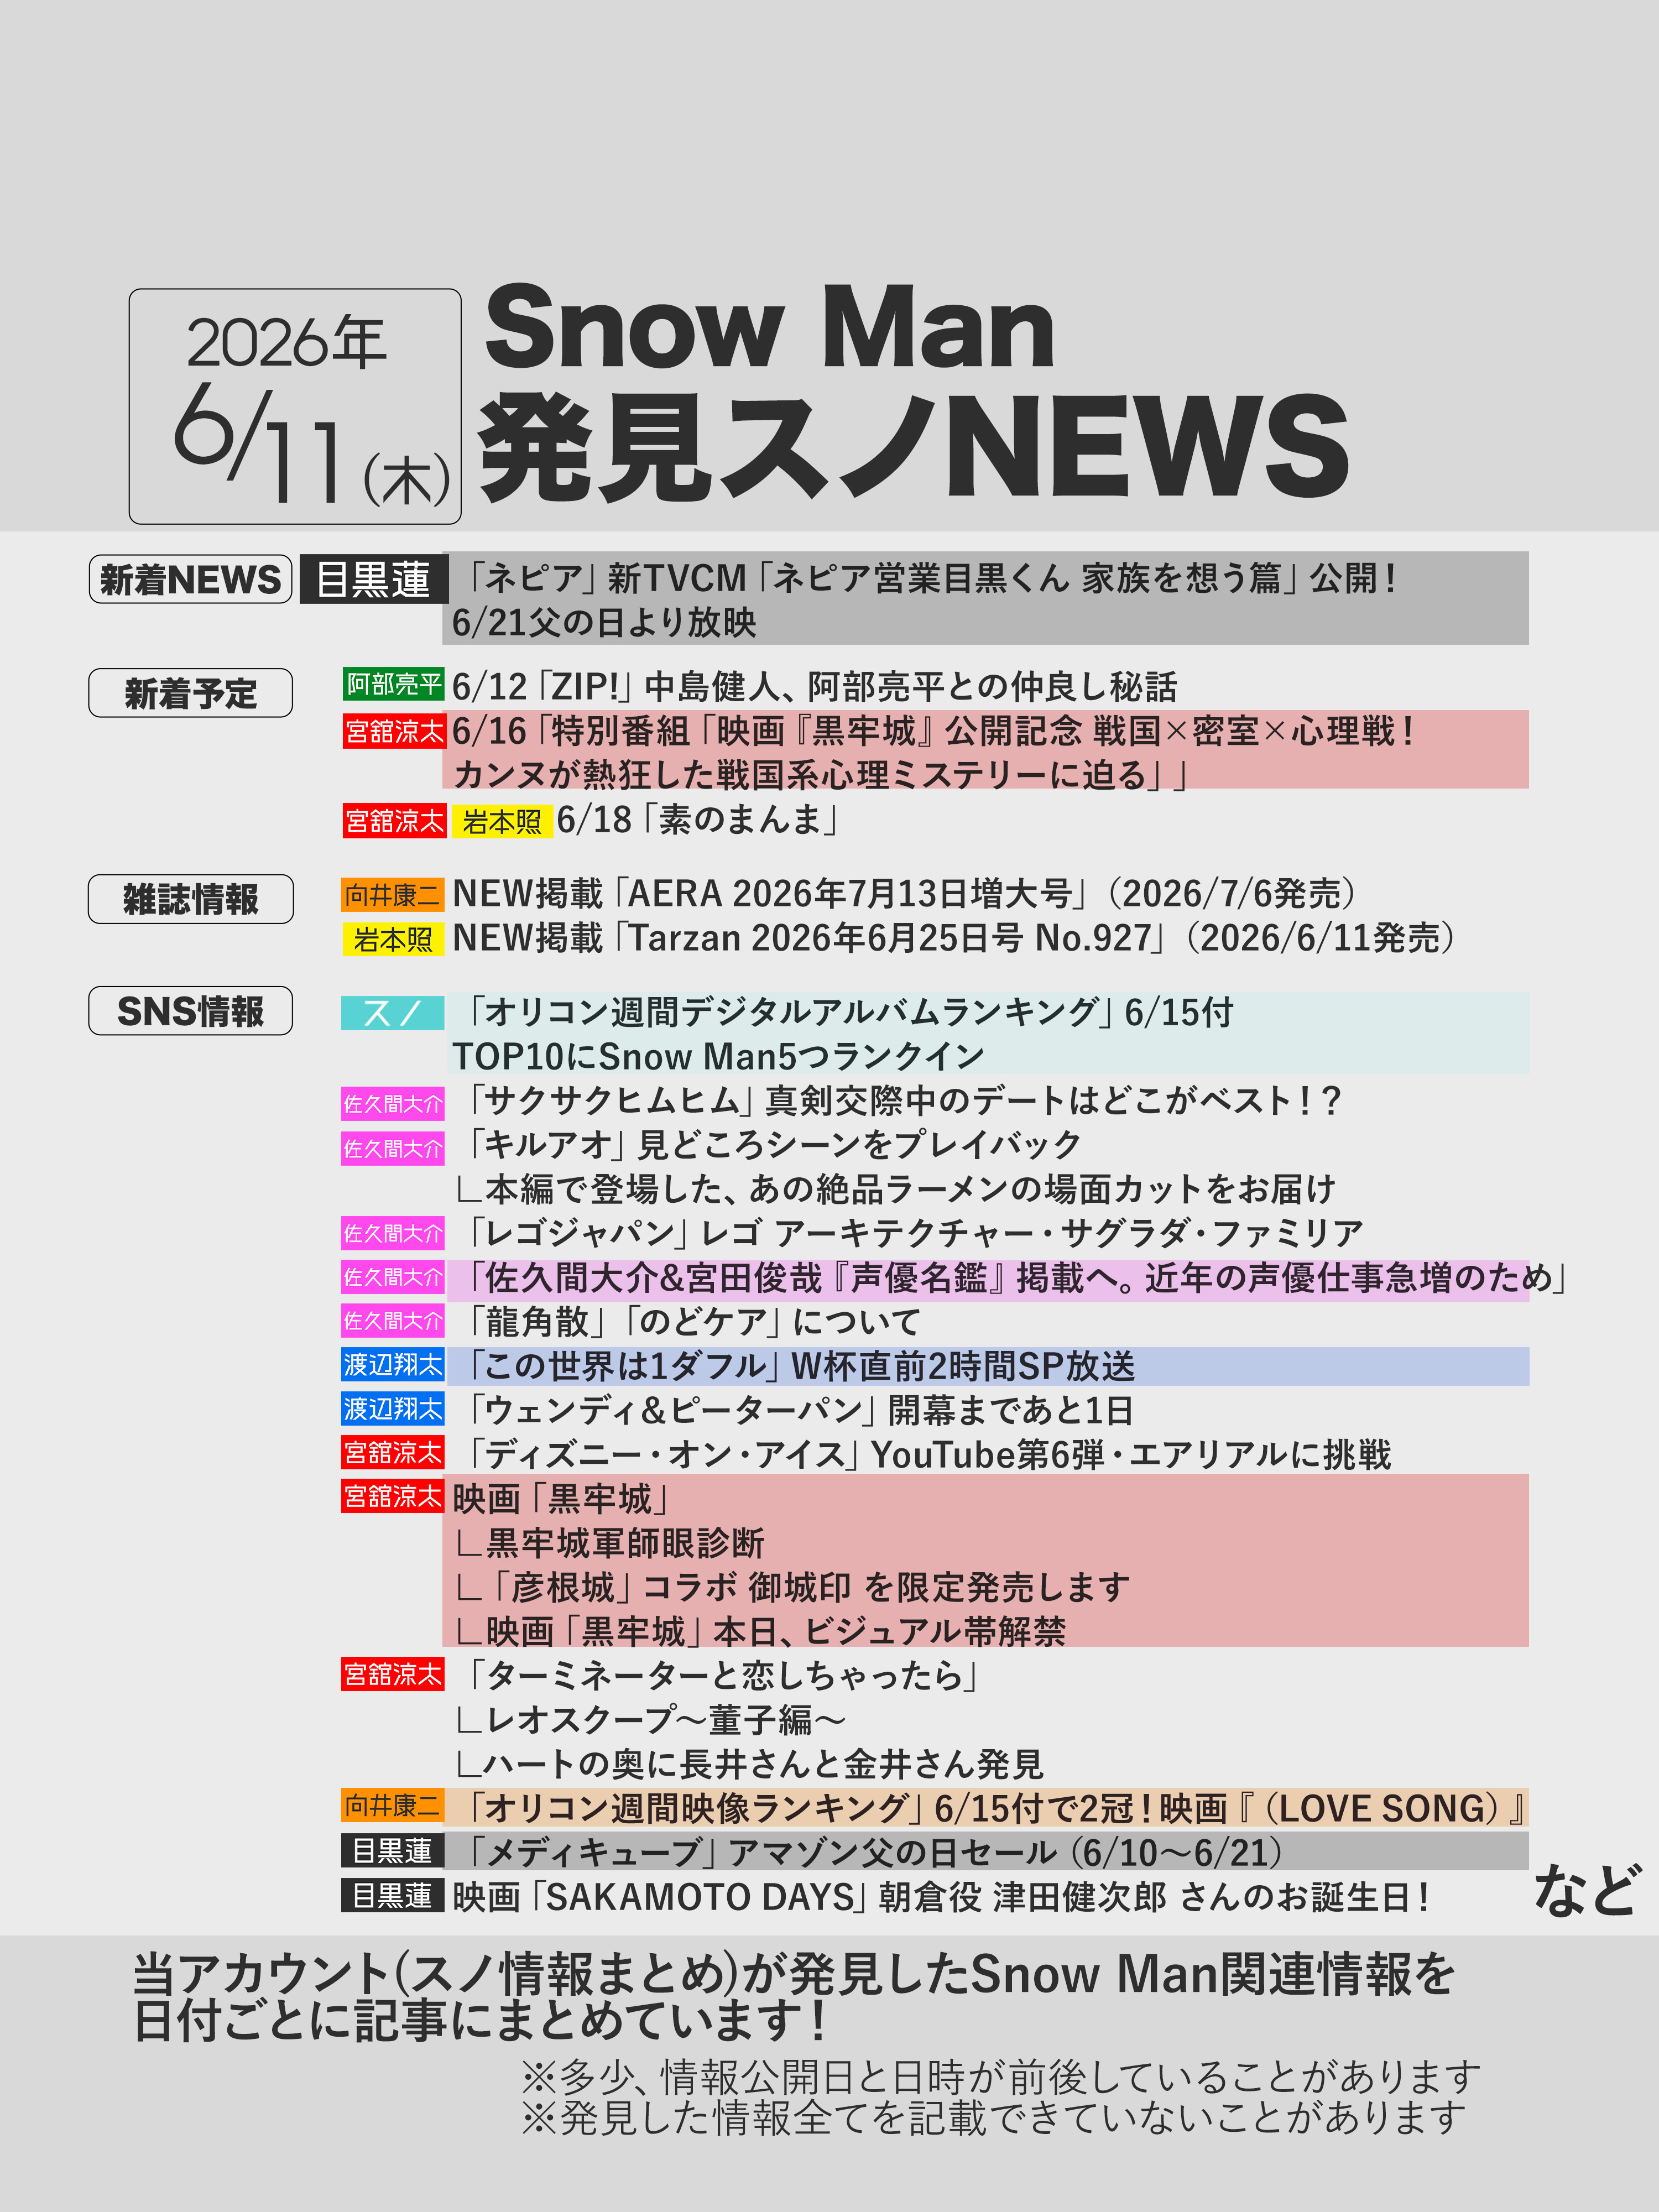 2026年
6/11(木)
Snow Man
発見スノNEWS
新着NEWS 目黒蓮 「ネピア」新TVCM「ネピア営業目黒くん 家族を想う篇」公開！
6/21父の日より放映
新着予定 阿部亮平 6/12「ZIP!」中島健人、阿部亮平との仲良し秘話
宮舘涼太 6/16「特別番組「映画『黒牢城』公開記念 戦国×密室×心理戦！
カンヌが熱狂した戦国系心理ミステリーに迫る」」
宮舘涼太 岩本照 6/18「素のまんま」
雑誌情報 向井康二 NEW掲載「AERA 2026年7月13日増大号」（2026/7/6発売）
岩本照 NEW掲載「Tarzan 2026年6月25日号 No.927」（2026/6/11発売）
SNS情報 スノ 「オリコン週間デジタルアルバムランキング」6/15付
TOP10にSnow Man5つランクイン
佐久間大介 「サクサクヒムヒム」真剣交際中のデートはどこがベスト！？
佐久間大介 「キルアオ」見どころシーンをプレイバック
∟本編で登場した、あの絶品ラーメンの場面カットをお届け
佐久間大介 「レゴジャパン」レゴ アーキテクチャー・サグラダ・ファミリア
佐久間大介 「佐久間大介&宮田俊哉『声優名鑑』掲載へ。近年の声優仕事急増のため」
佐久間大介 「龍角散」「のどケア」について
渡辺翔太 「この世界は1ダフル」W杯直前2時間SP放送
渡辺翔太 「ウェンディ&ピーターパン」開幕まであと1日
宮舘涼太 「ディズニー・オン・アイス」YouTube第6弾・エアリアルに挑戦
宮舘涼太 映画「黒牢城」
∟黒牢城軍師眼診断
∟「彦根城」コラボ 御城印 を限定発売します
∟映画「黒牢城」本日、ビジュアル帯解禁
宮舘涼太 「ターミネーターと恋しちゃったら」
∟レオスクープ〜董子編〜
∟ハートの奥に長井さんと金井さん発見
向井康二 「オリコン週間映像ランキング」6/15付で2冠！映画『（LOVE SONG）』
目黒蓮 「メディキューブ」アマゾン父の日セール（6/10〜6/21）
目黒蓮 映画「SAKAMOTO DAYS」朝倉役 津田健次郎 さんのお誕生日！
など
当アカウント(スノ情報まとめ)が発見したSnow Man関連情報を
日付ごとに記事にまとめています！
※多少、情報公開日と日時が前後していることがあります
※発見した情報全てを記載できていないことがあります